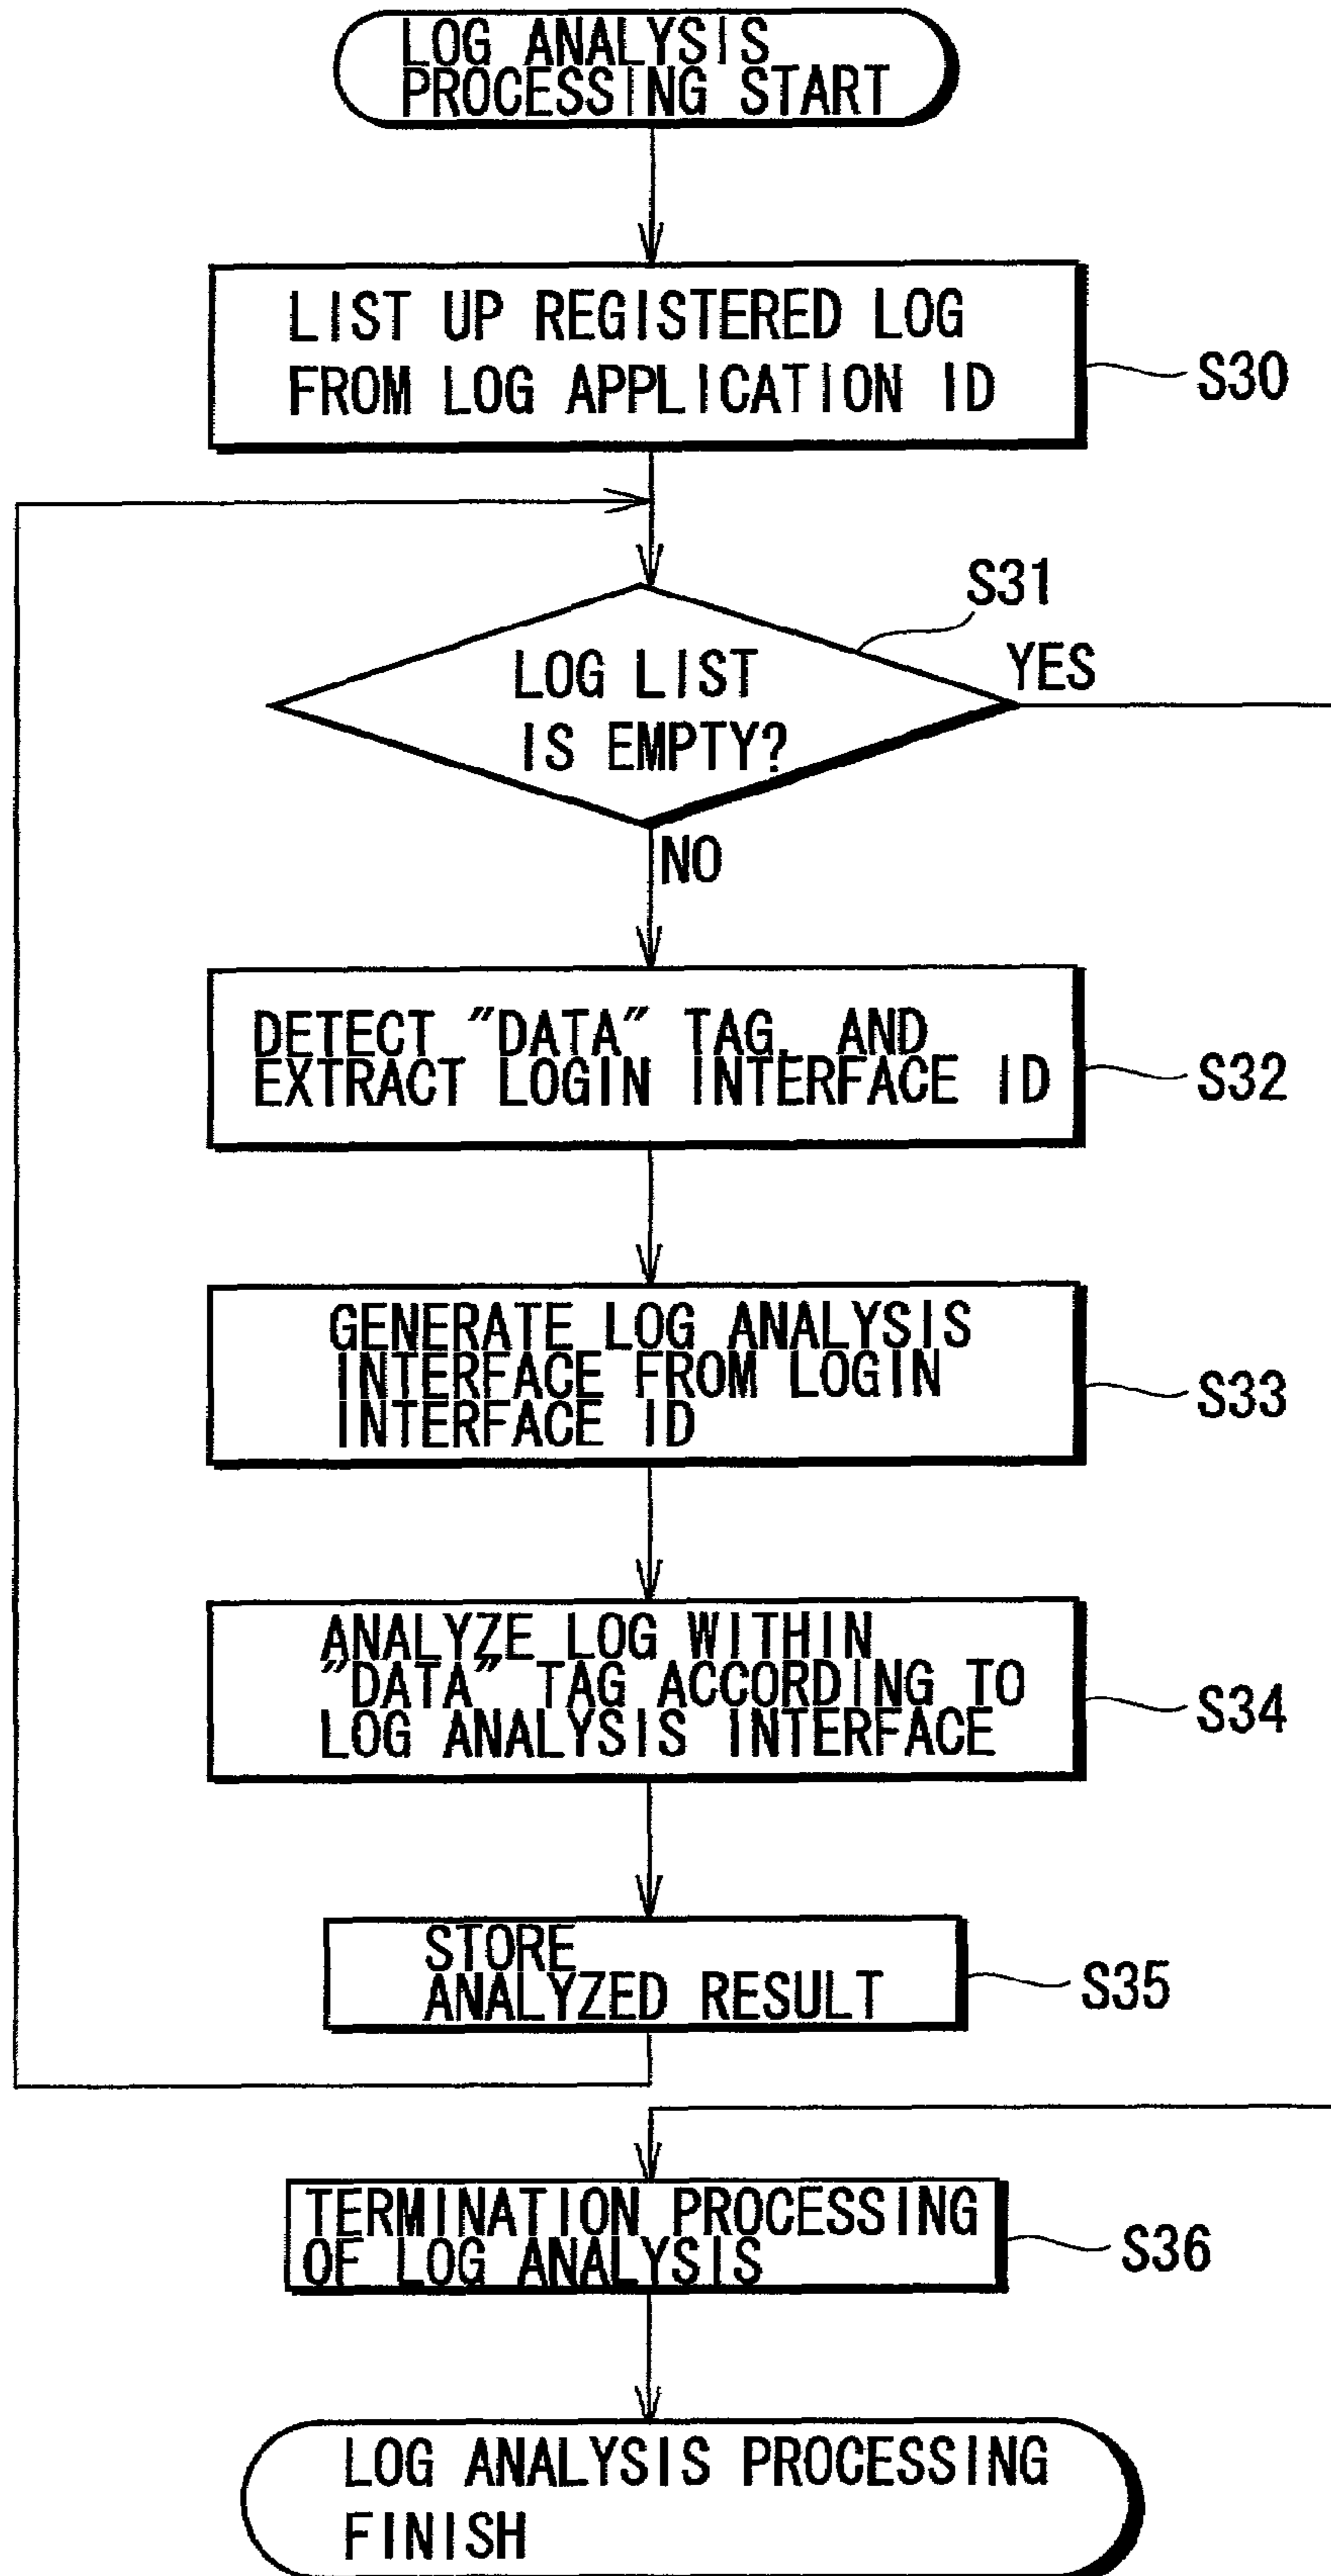 LOG ANALYSIS
PROCESSING START
LIST UP REGISTERED LOG
FROM LOG APPLICATION ID
S30
S31
LOG LIST
IS EMPTY?
YES
NO
DETECT "DATA" TAG, AND
EXTRACT LOGIN INTERFACE ID
S32
GENERATE LOG ANALYSIS
INTERFACE FROM LOGIN
INTERFACE ID
S33
ANALYZE LOG WITHIN
"DATA" TAG ACCORDING TO
LOG ANALYSIS INTERFACE
S34
STORE
ANALYZED RESULT
S35
TERMINATION PROCESSING
OF LOG ANALYSIS
S36
LOG ANALYSIS PROCESSING
FINISH